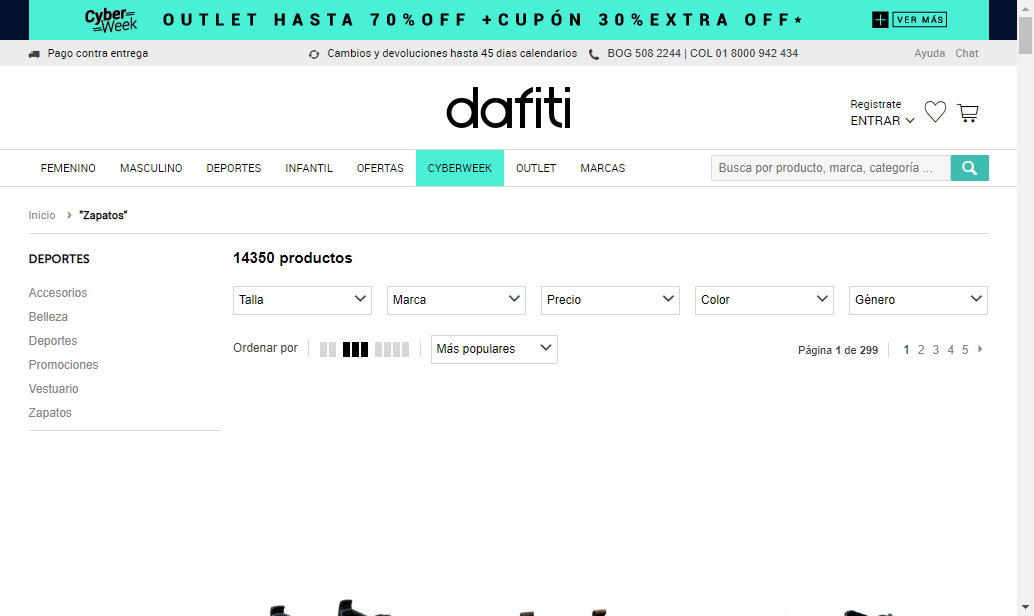 Cyber Week OUTLET HASTA 70%OFF +CUPÓN 30%EXTRA OFF* + VER MÁS
Pago contra entrega Cambios y devoluciones hasta 45 dias calendarios BOG 508 2244 | COL 01 8000 942 434 Ayuda Chat
dafiti
Registrate
ENTRAR
FEMENINO MASCULINO DEPORTES INFANTIL OFERTAS CYBERWEEK OUTLET MARCAS Busca por producto, marca, categoría ...
Inicio > "Zapatos"
DEPORTES
Accesorios
Belleza
Deportes
Promociones
Vestuario
Zapatos
14350 productos
Talla Marca Precio Color Género
Ordenar por Más populares Página 1 de 299 1 2 3 4 5